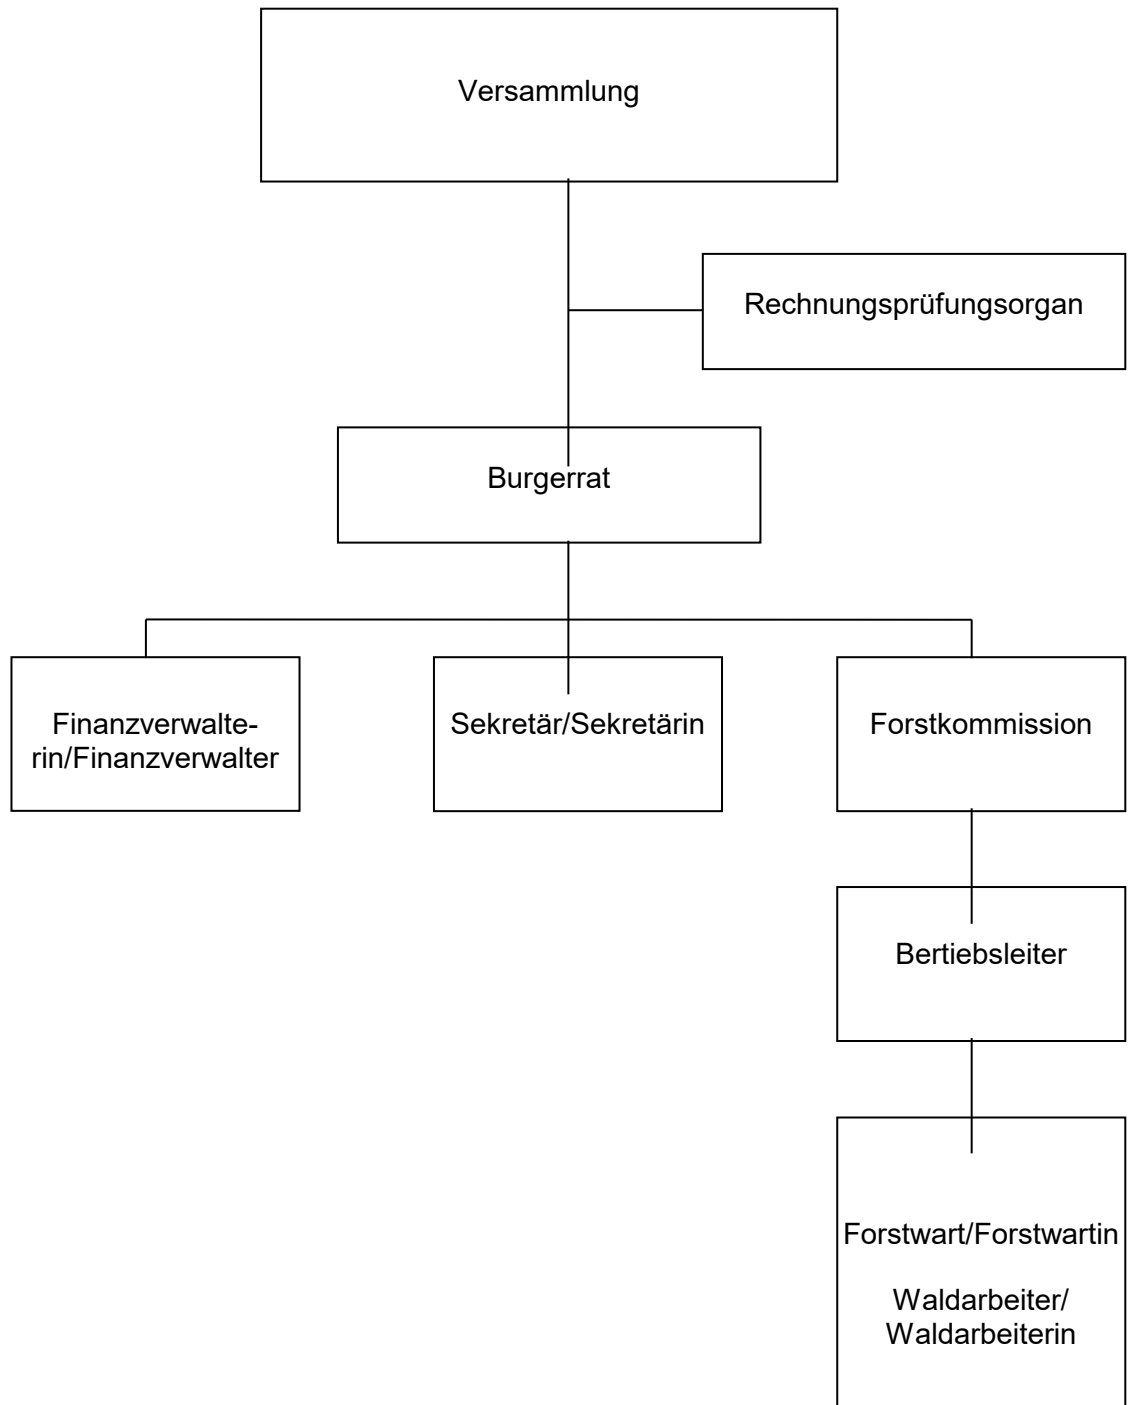 Versammlung
Rechnungsprüfungsorgan
Burgerrat
Finanzverwalte-
rin/Finanzverwalter
Sekretär/Sekretärin
Forstkommission
Bertiebsleiter
Forstwart/Forstwartin
Waldarbeiter/
Waldarbeiterin